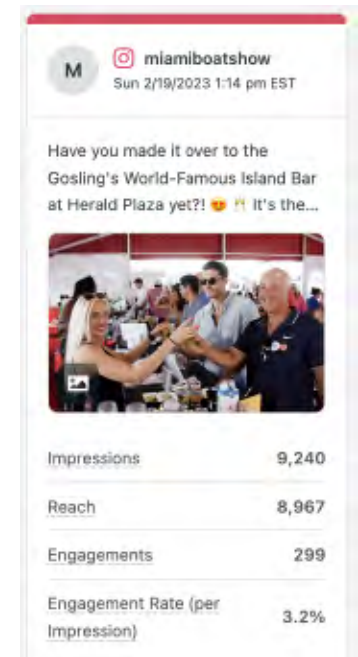 M
miamiboatshow
Sun 2/19/2023 1:14 pm EST
Have you made it over to the
Gosling's World-Famous Island Bar
at Herald Plaza yet?! 😍 🥂 It's the...
Impressions 9,240
Reach 8,967
Engagements 299
Engagement Rate (per
Impression) 3.2%